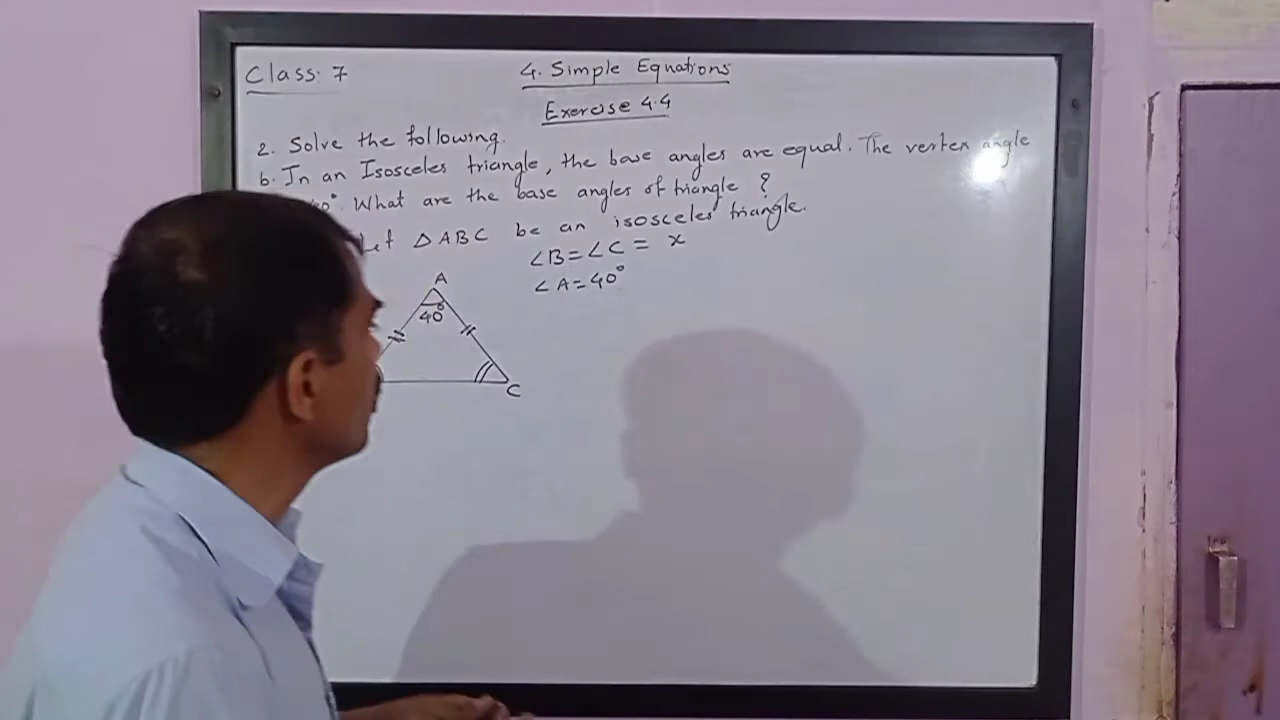 Class: 7
4. Simple Equations
Exercise 4.4
2. Solve the following.
b. In an Isosceles triangle, the base angles are equal. The vertex angle
40°. What are the base angles of triangle ?
Let △ABC be an isosceles triangle.
∠B=∠C = x
∠A=40°
A
40°
C